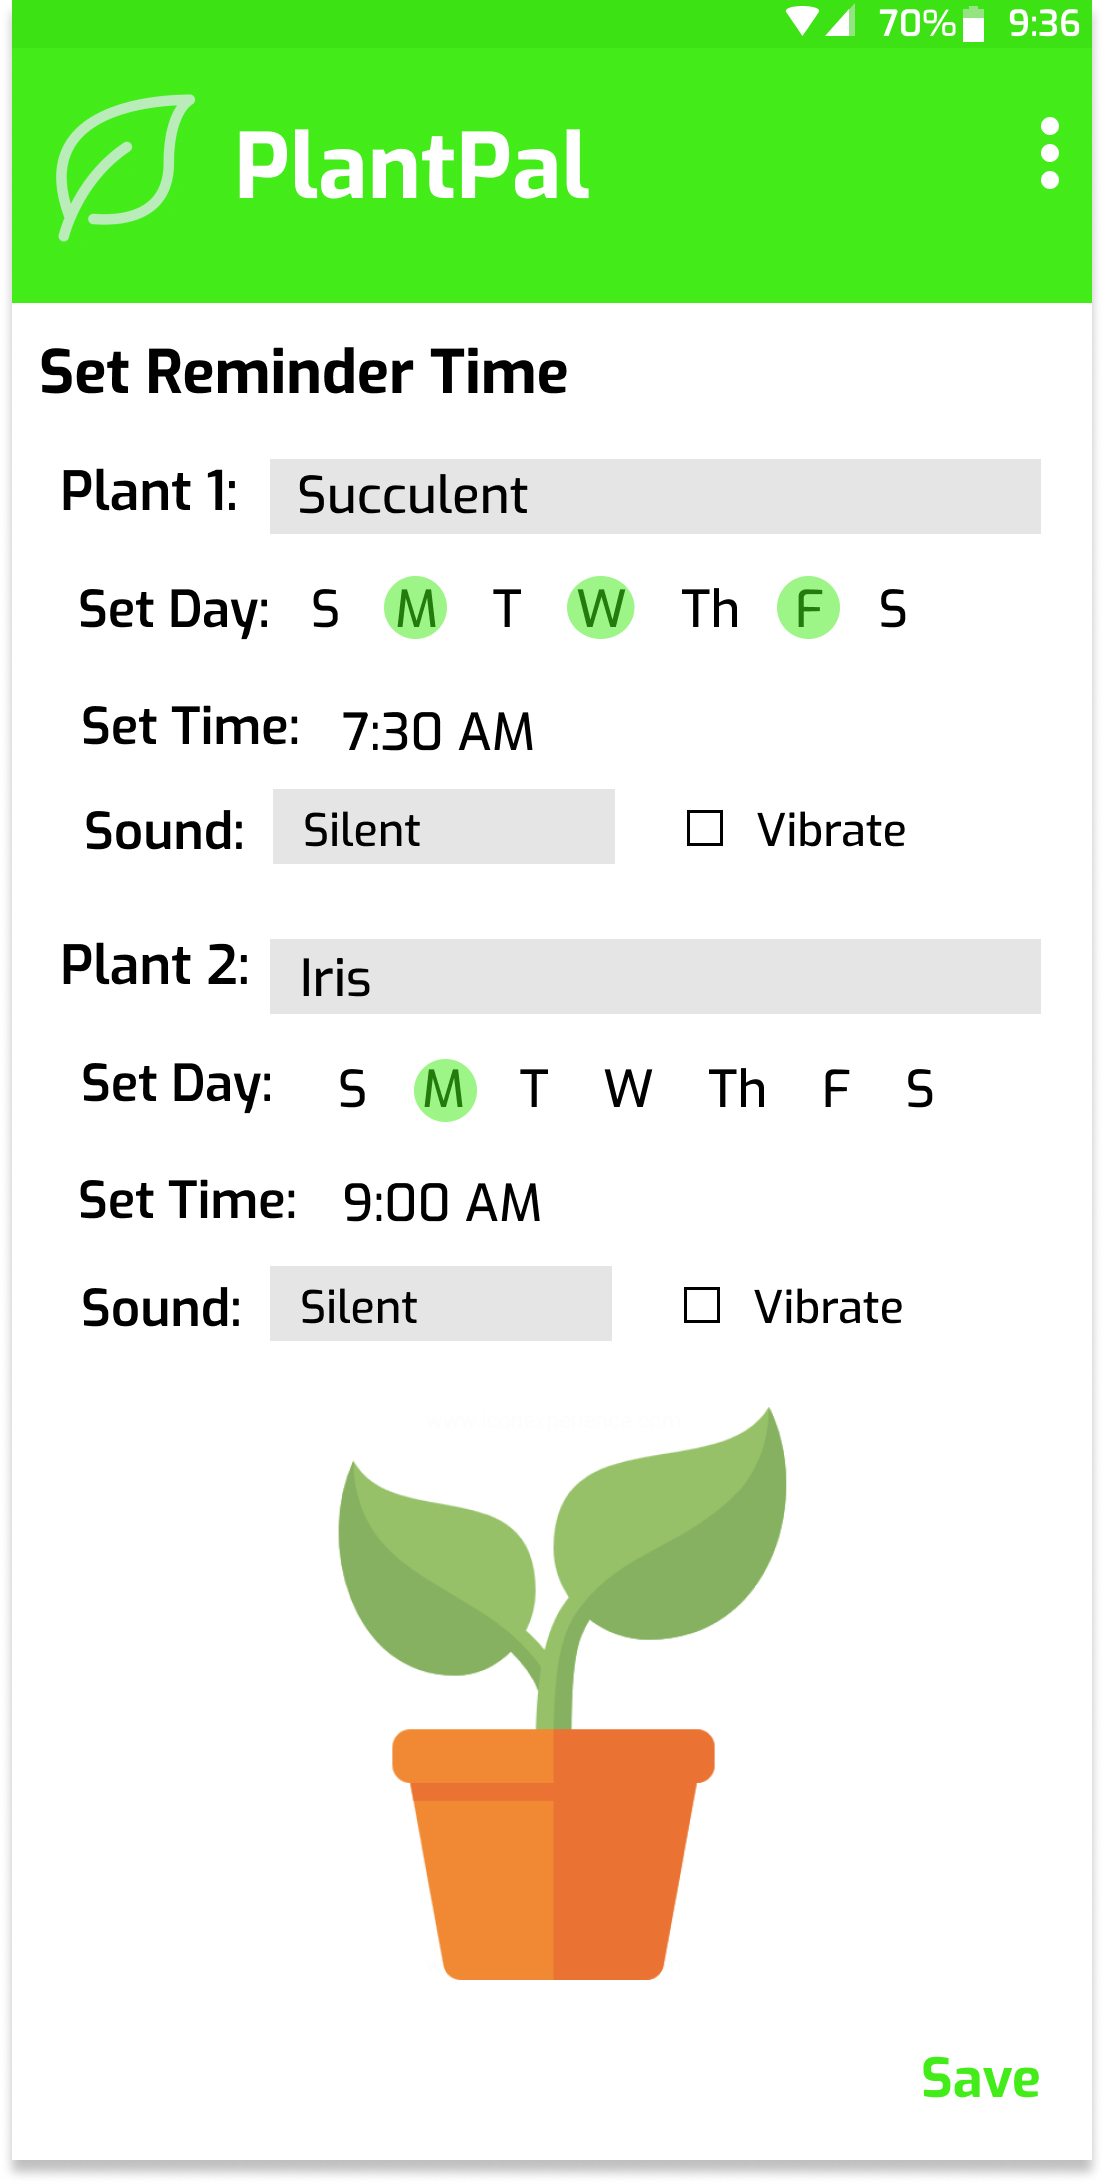 70% 9:36
PlantPal
Set Reminder Time
Plant 1: Succulent
Set Day: S M T W Th F S
Set Time: 7:30 AM
Sound: Silent Vibrate
Plant 2: Iris
Set Day: S M T W Th F S
Set Time: 9:00 AM
Sound: Silent Vibrate
Save